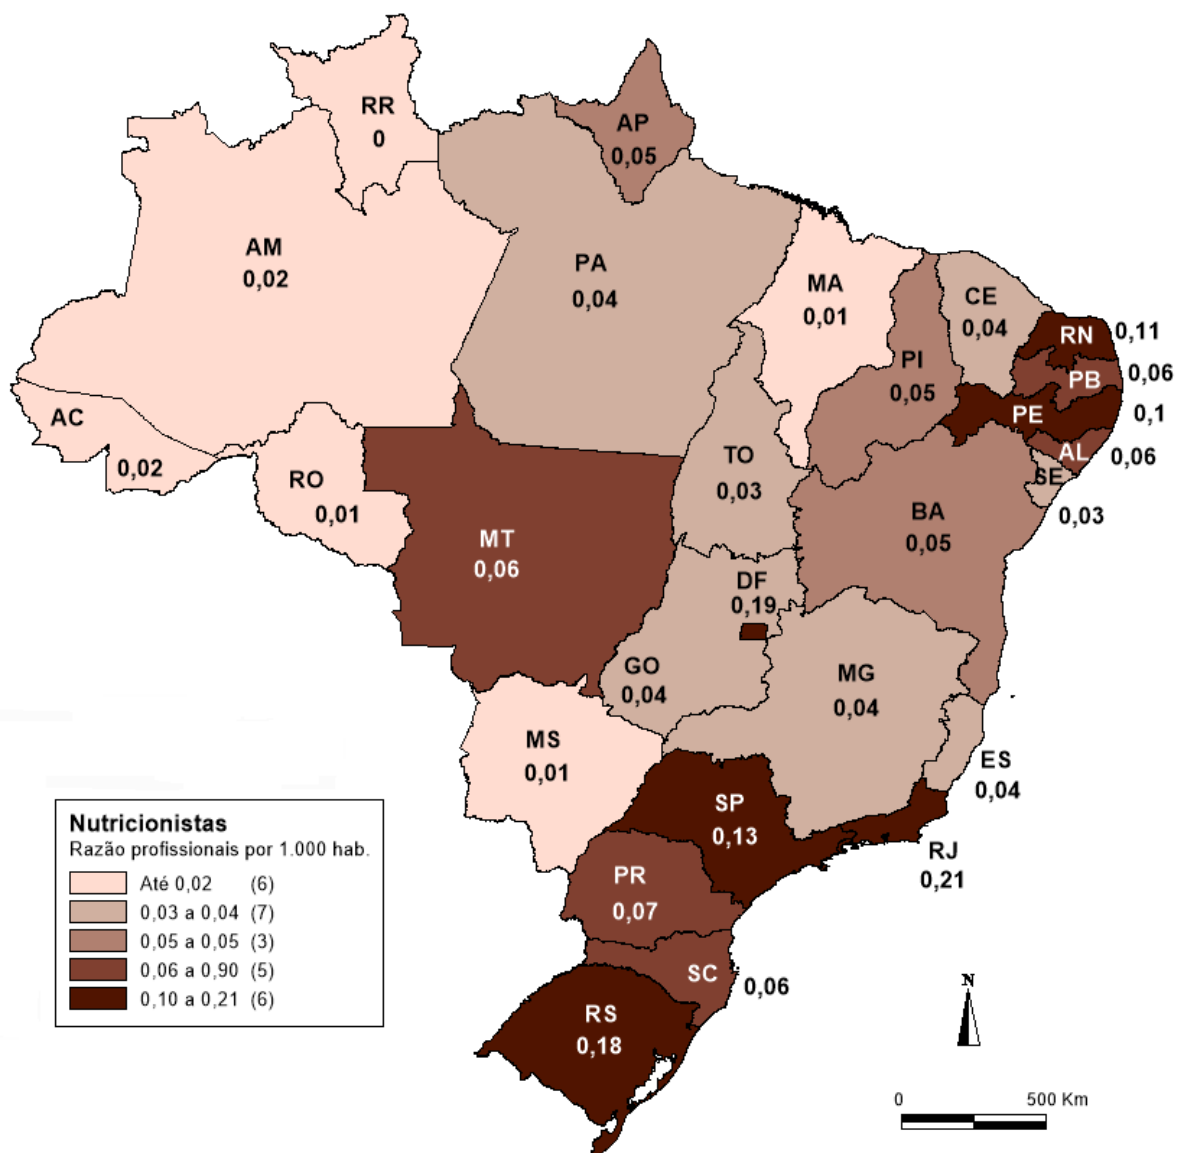 RR
0
AP
0,05
AM
0,02
PA
0,04
MA
0,01
CE
0,04
RN
0,11
PI
0,05
PB
0,06
PE
0,1
AC
0,02
AL
0,06
SE
0,03
TO
0,03
RO
0,01
BA
0,05
MT
0,06
DF
0,19
GO
0,04
MG
0,04
MS
0,01
ES
0,04
SP
0,13
RJ
0,21
PR
0,07
SC
0,06
RS
0,18
Nutricionistas
Razão profissionais por 1.000 hab.
Até 0,02 (6)
0,03 a 0,04 (7)
0,05 a 0,05 (3)
0,06 a 0,90 (5)
0,10 a 0,21 (6)
N
0 500 Km